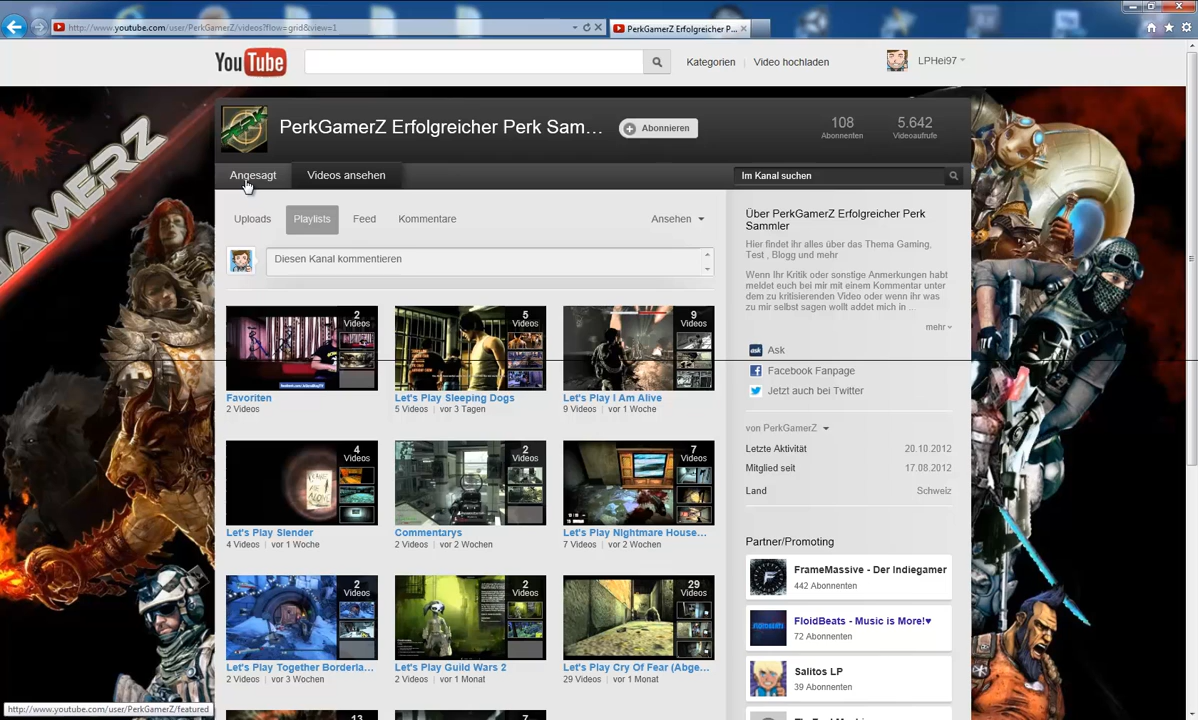 http://www.youtube.com/user/PerkGamerZ/videos?flow=grid&view=1
PerkGamerZ Erfolgreicher P...
YouTube
Kategorien
Video hochladen
LPHei97
PerkGamerZ Erfolgreicher Perk Sam...
Abonnieren
108
Abonnenten
5.642
Videoaufrufe
Angesagt
Videos ansehen
Im Kanal suchen
Uploads
Playlists
Feed
Kommentare
Ansehen
Diesen Kanal kommentieren
2
Videos
5
Videos
9
Videos
Favoriten
2 Videos
Let's Play Sleeping Dogs
5 Videos | vor 3 Tagen
Let's Play I Am Alive
9 Videos | vor 1 Woche
4
Videos
2
Videos
7
Videos
Let's Play Slender
4 Videos | vor 1 Woche
Commentarys
2 Videos | vor 2 Wochen
Let's Play Nightmare House...
7 Videos | vor 2 Wochen
2
Videos
2
Videos
29
Videos
Let's Play Together Borderla...
2 Videos | vor 3 Wochen
Let's Play Guild Wars 2
2 Videos | vor 1 Monat
Let's Play Cry Of Fear (Abge...
29 Videos | vor 1 Monat
13
7
Über PerkGamerZ Erfolgreicher Perk
Sammler
Hier findet ihr alles über das Thema Gaming,
Test , Blogg und mehr
Wenn Ihr Kritik oder sonstige Anmerkungen habt
meldet euch bei mir mit einem Kommentar unter
dem zu kritisierenden Video oder wenn ihr was
zu mir selbst sagen wollt addet mich in ...
mehr
Ask
Facebook Fanpage
Jetzt auch bei Twitter
von PerkGamerZ
Letzte Aktivität 20.10.2012
Mitglied seit 17.08.2012
Land Schweiz
Partner/Promoting
FrameMassive - Der Indiegamer
442 Abonnenten
FloidBeats - Music is More!♥
72 Abonnenten
Salitos LP
39 Abonnenten
GAMERZ
http://www.youtube.com/user/PerkGamerZ/featured